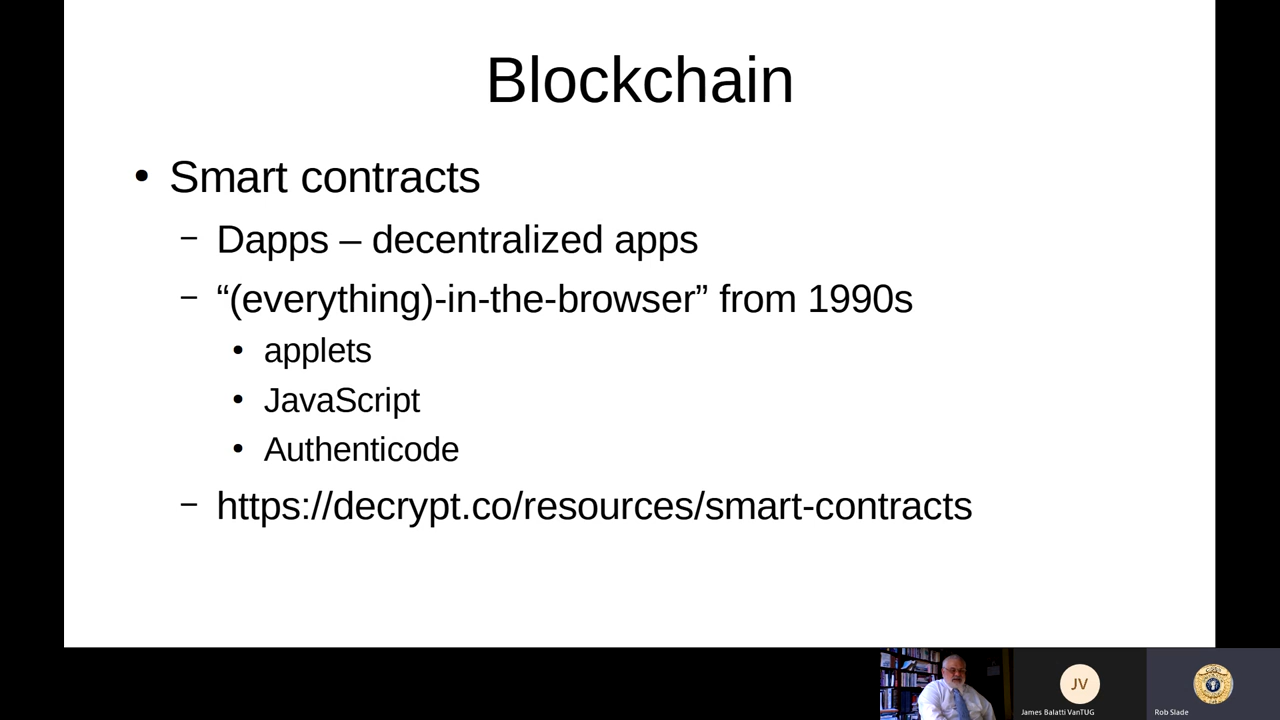 Blockchain
• Smart contracts
– Dapps – decentralized apps
– “(everything)-in-the-browser” from 1990s
• applets
• JavaScript
• Authenticode
– https://decrypt.co/resources/smart-contracts
JV
James Balatti VanTUG
Rob Slade